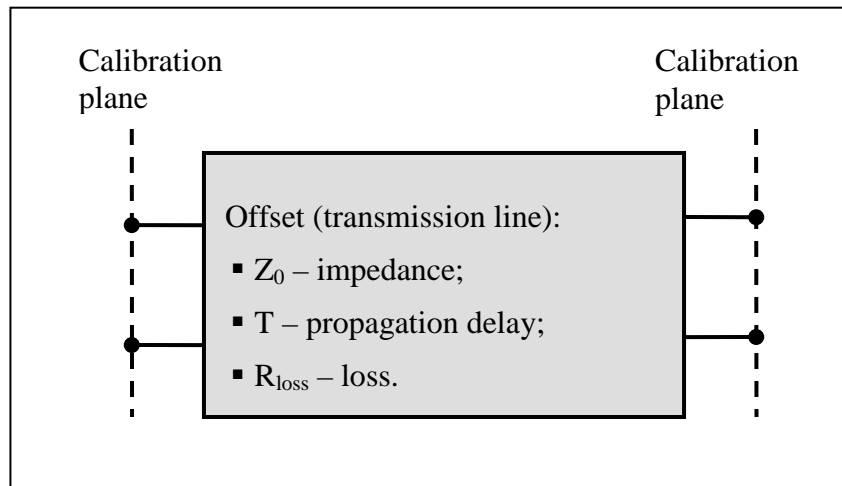 Calibration
plane
Calibration
plane
Offset (transmission line):
▪ Z₀ – impedance;
▪ T – propagation delay;
▪ Rₗₒₛₛ – loss.